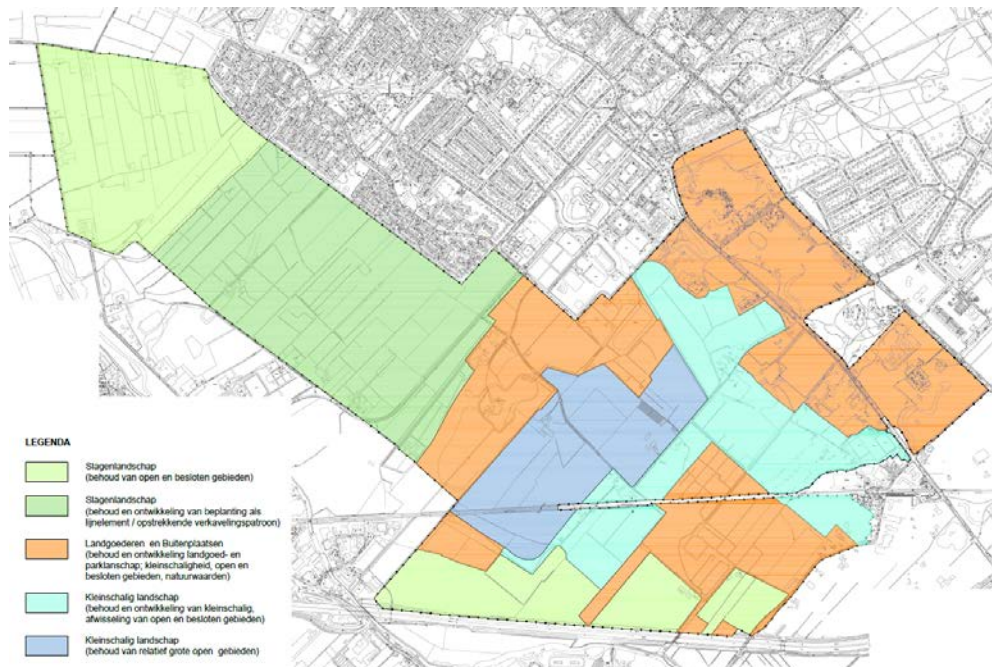 LEGENDA
Slagenlandschap
(behoud van open en besloten gebieden)
Slagenlandschap
(behoud en ontwikkeling van beplanting als
lijnelement / opstrekkende verkavelingspatroon)
Landgoederen en Buitenplaatsen
(behoud en ontwikkeling landgoed- en
parklanschap; kleinschaligheid, open en
besloten gebieden, natuurwaarden)
Kleinschalig landschap
(behoud en ontwikkeling van kleinschalig,
afwisseling van open en besloten gebieden)
Kleinschalig landschap
(behoud van relatief grote open gebieden)